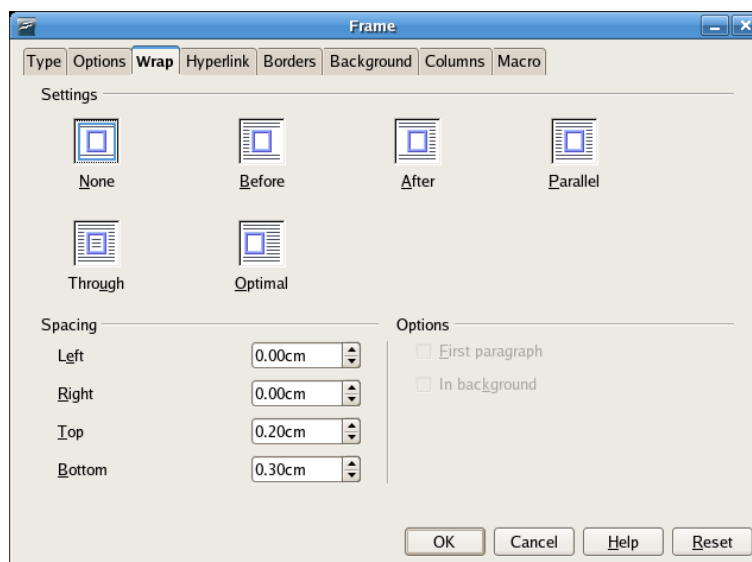 Frame
Type Options Wrap Hyperlink Borders Background Columns Macro
Settings
None Before After Parallel
Through Optimal
Spacing Options
Left 0.00cm First paragraph
Right 0.00cm In background
Top 0.20cm
Bottom 0.30cm
OK Cancel Help Reset